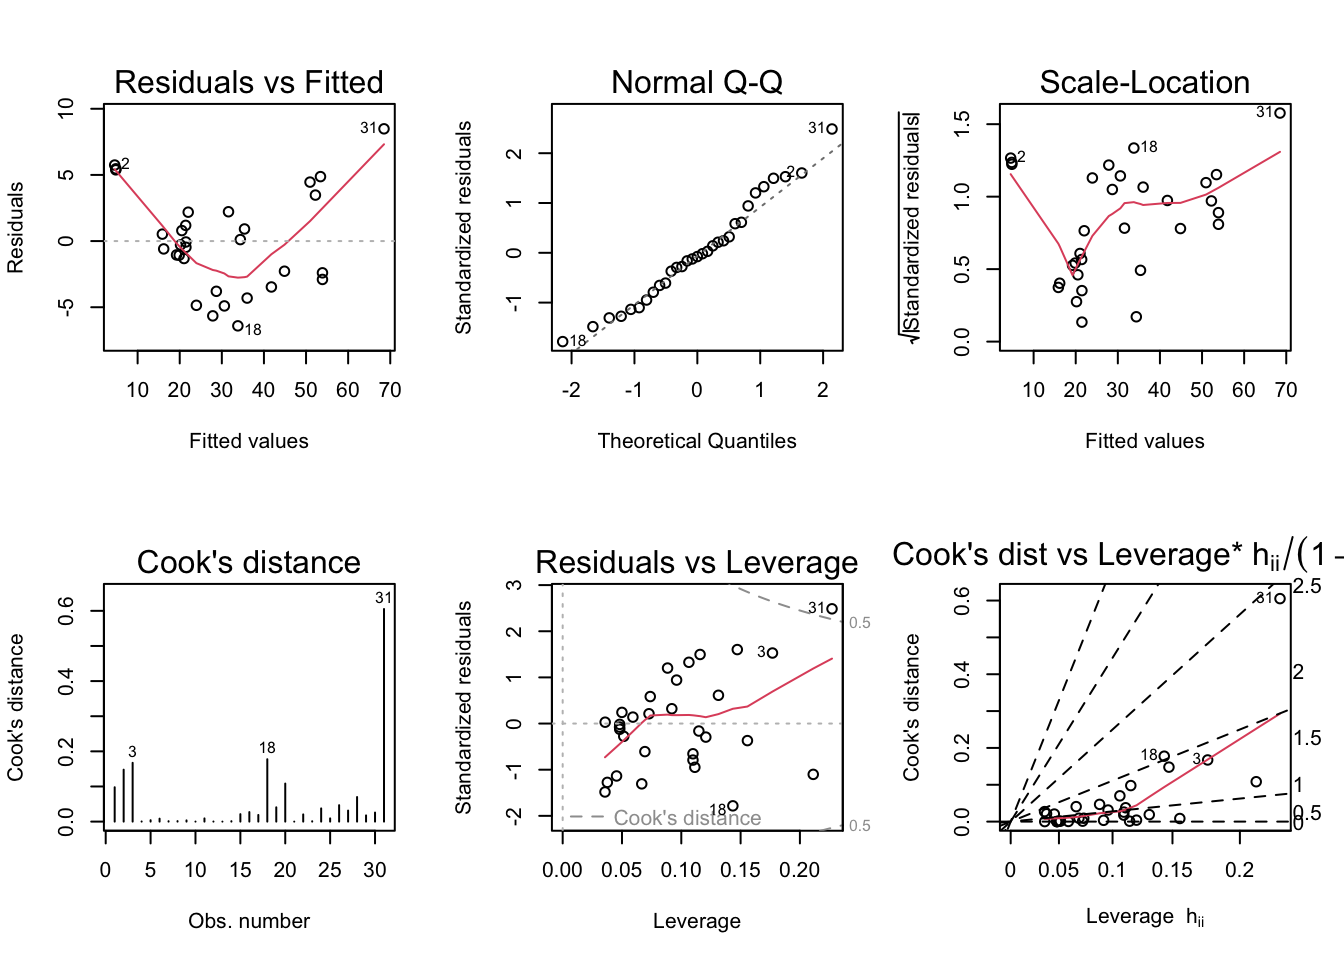 Residuals vs Fitted
Residuals
-5 0 5 10
31
2
18
10 20 30 40 50 60 70
Fitted values
Normal Q-Q
Standardized residuals
-1 0 1 2
31
2
18
-2 -1 0 1 2
Theoretical Quantiles
Scale-Location
√|Standardized residuals|
0.0 0.5 1.0 1.5
31
18
2
10 20 30 40 50 60 70
Fitted values
Cook's distance
Cook's distance
0.0 0.2 0.4 0.6
31
3
18
0 5 10 15 20 25 30
Obs. number
Residuals vs Leverage
Standardized residuals
-2 -1 0 1 2 3
31
0.5
3
18
Cook's distance
0.5
0.00 0.05 0.10 0.15 0.20
Leverage
Cook's dist vs Leverage* hii/(1−
Cook's distance
0.0 0.2 0.4 0.6
31
18
3
2.5
2
1.5
1
0.5
0
0 0.05 0.1 0.15 0.2
Leverage hii